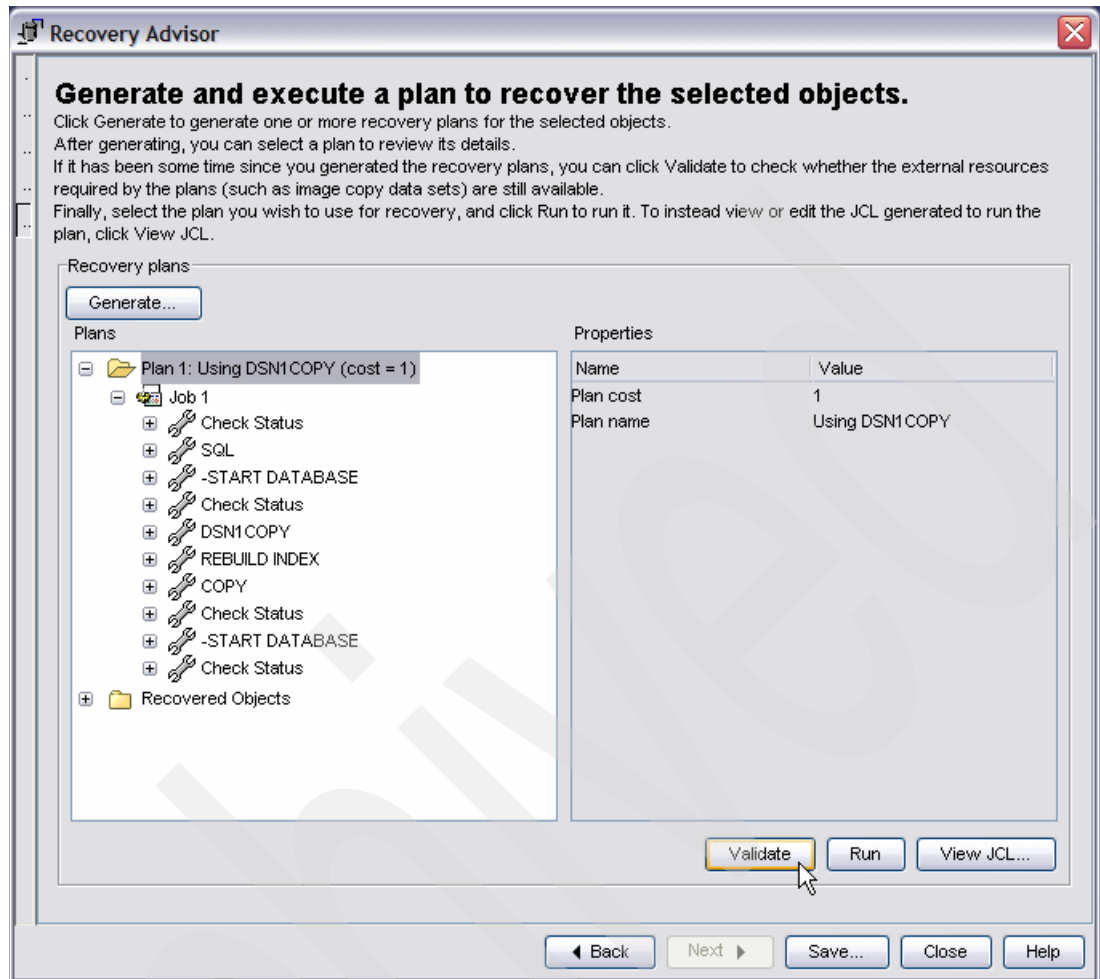 Recovery Advisor
Generate and execute a plan to recover the selected objects.
Click Generate to generate one or more recovery plans for the selected objects.
After generating, you can select a plan to review its details.
If it has been some time since you generated the recovery plans, you can click Validate to check whether the external resources
required by the plans (such as image copy data sets) are still available.
Finally, select the plan you wish to use for recovery, and click Run to run it. To instead view or edit the JCL generated to run the
plan, click View JCL.
Recovery plans
Generate...
Plans
Properties
Plan 1: Using DSN1COPY (cost = 1)
Job 1
Check Status
SQL
-START DATABASE
Check Status
DSN1COPY
REBUILD INDEX
COPY
Check Status
-START DATABASE
Check Status
Recovered Objects
Name Value
Plan cost 1
Plan name Using DSN1COPY
Validate Run View JCL...
Back Next Save... Close Help